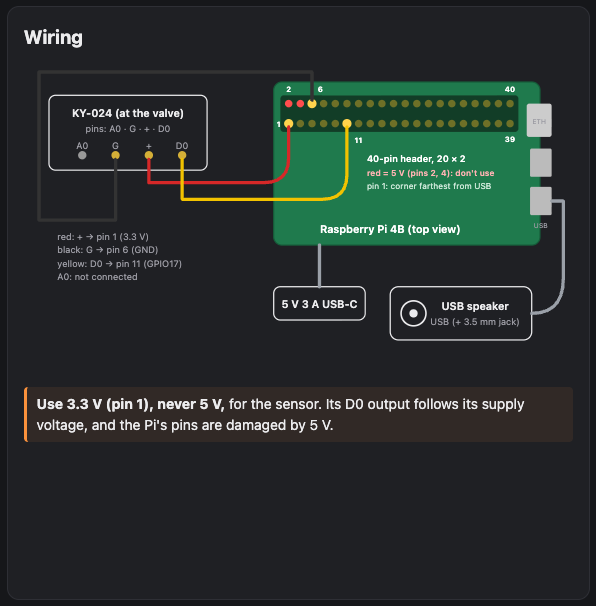 Wiring
KY-024 (at the valve)
pins: A0 · G · + · D0
A0 G + D0
2 6 40
1
11 39
40-pin header, 20 × 2
red = 5 V (pins 2, 4): don't use
pin 1: corner farthest from USB
Raspberry Pi 4B (top view)
ETH
USB
red: + → pin 1 (3.3 V)
black: G → pin 6 (GND)
yellow: D0 → pin 11 (GPIO17)
A0: not connected
5 V 3 A USB-C
USB speaker
USB (+ 3.5 mm jack)
Use 3.3 V (pin 1), never 5 V, for the sensor. Its D0 output follows its supply
voltage, and the Pi's pins are damaged by 5 V.